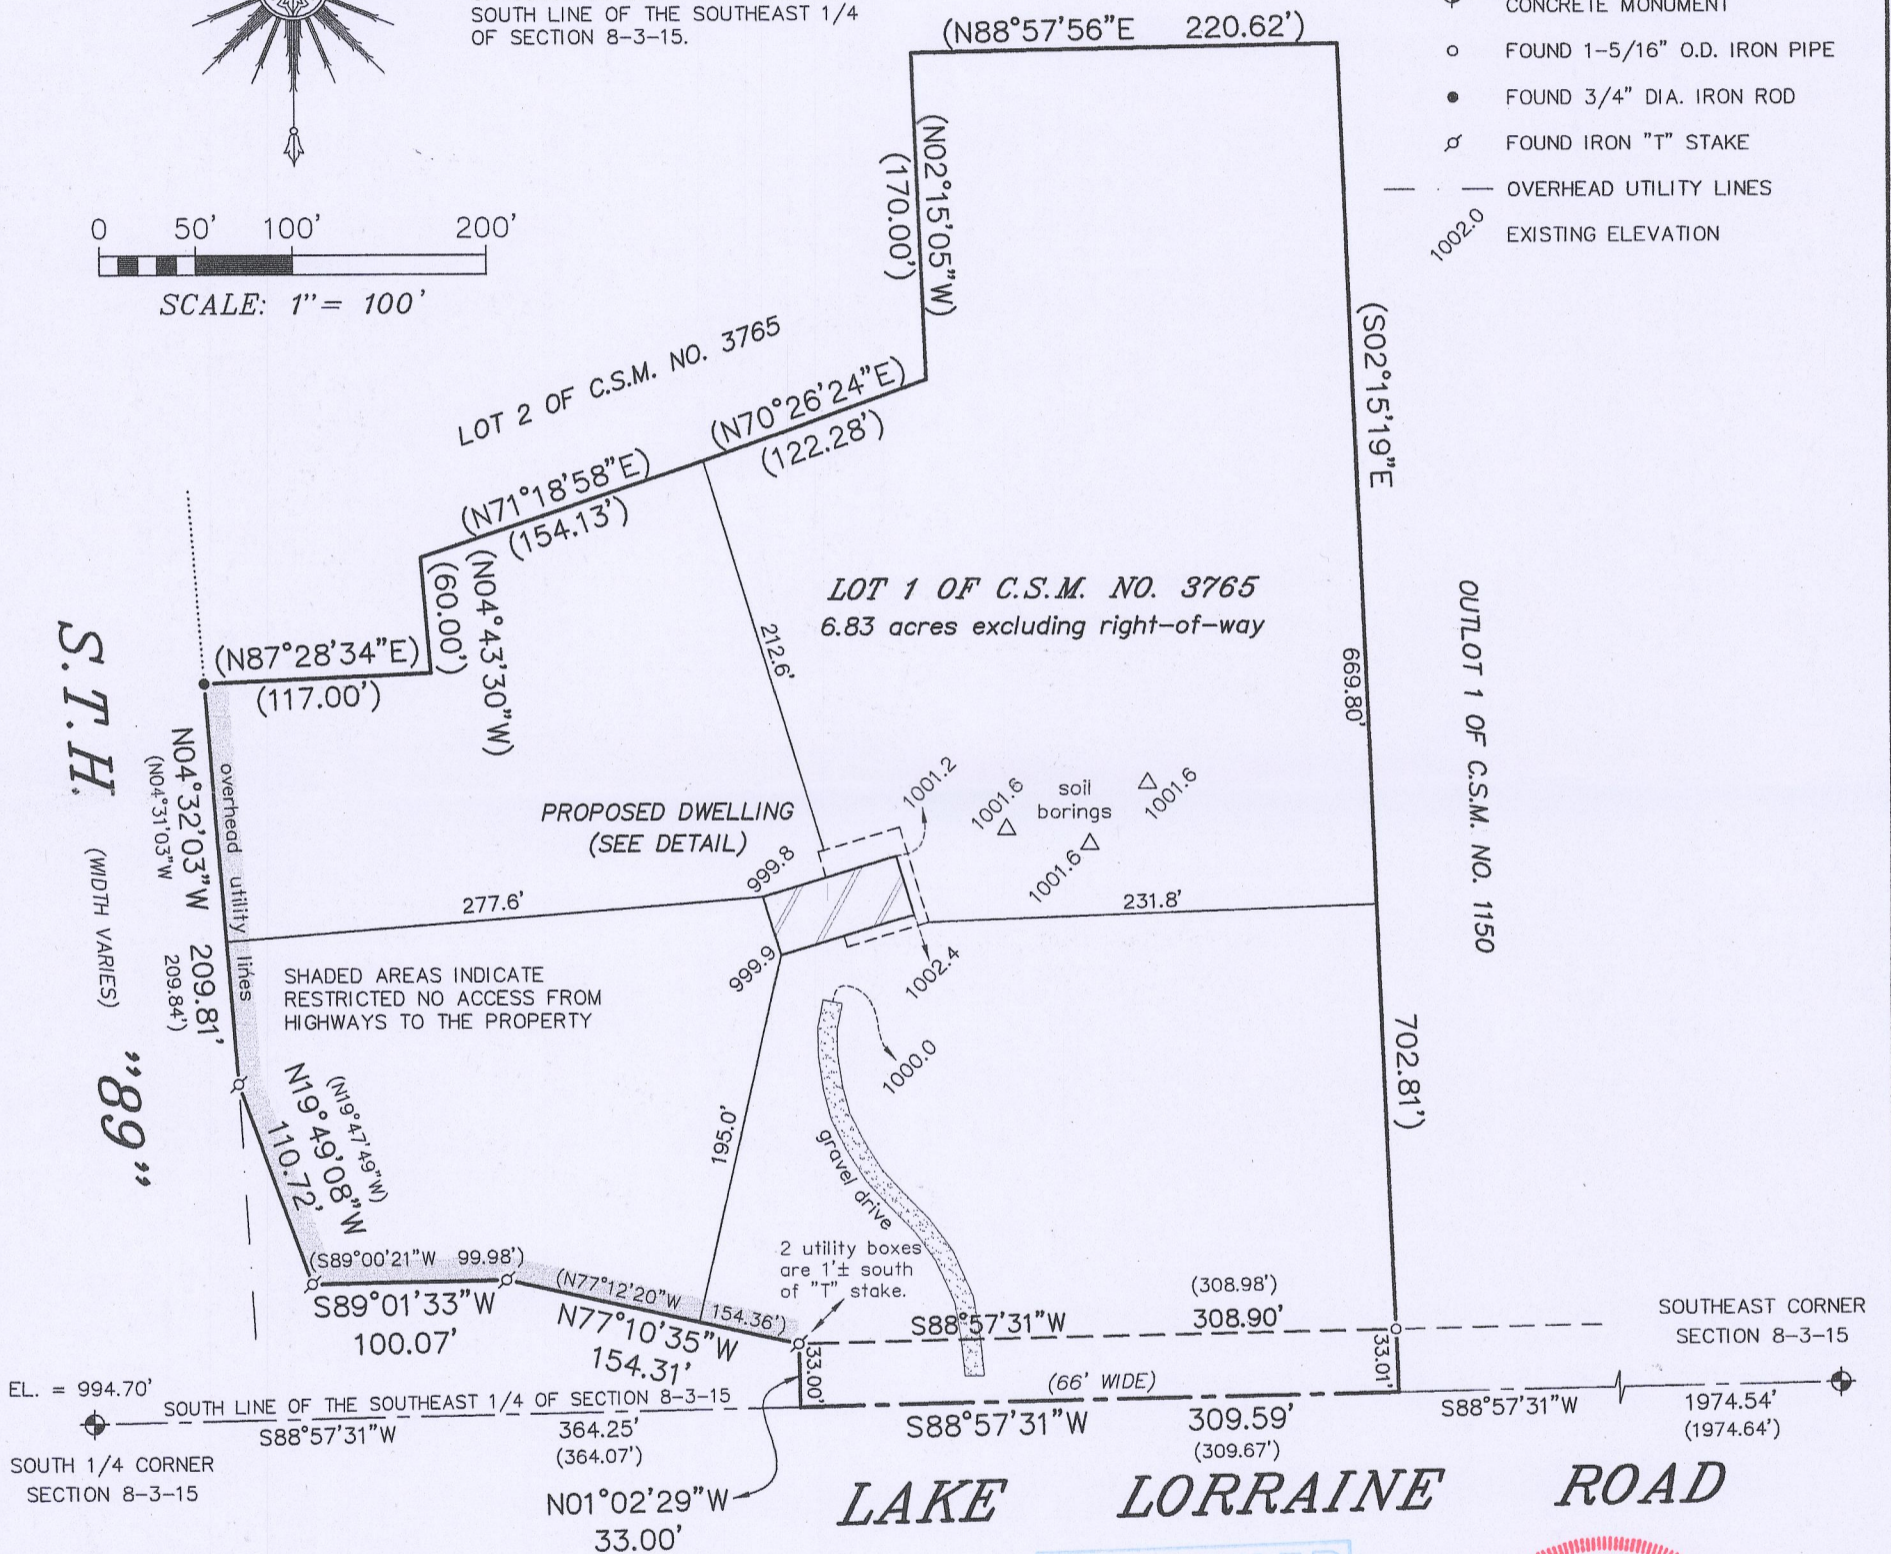 SOUTH LINE OF THE SOUTHEAST 1/4
OF SECTION 8-3-15.
CONCRETE MONUMENT
FOUND 1-5/16" O.D. IRON PIPE
FOUND 3/4" DIA. IRON ROD
FOUND IRON "T" STAKE
OVERHEAD UTILITY LINES
1002.0
EXISTING ELEVATION
0 50' 100' 200'
SCALE: 1"= 100'
(N88°57'56"E 220.62')
(N02°15'05"W)
(170.00')
(S02°15'19"E
669.80'
702.81')
LOT 2 OF C.S.M. NO. 3765
(N70°26'24"E)
(122.28')
(N71°18'58"E)
(154.13')
(N04°43'30"W)
(60.00')
(N87°28'34"E)
(117.00')
LOT 1 OF C.S.M. NO. 3765
6.83 acres excluding right-of-way
OUTLOT 1 OF C.S.M. NO. 1150
212.6'
S.T.H. "89"
(WIDTH VARIES)
N04°32'03"W 209.81'
(N04°31'03"W 209.84')
overhead utility lines
PROPOSED DWELLING
(SEE DETAIL)
999.8
1001.2
1001.6
soil
borings
1001.6
1001.6
277.6'
231.8'
999.9
1002.4
SHADED AREAS INDICATE
RESTRICTED NO ACCESS FROM
HIGHWAYS TO THE PROPERTY
1000.0
195.0'
gravel drive
(N19°47'49"W)
N19°49'08"W
110.72'
2 utility boxes
are 1'± south
of "T" stake.
(S89°00'21"W 99.98')
S89°01'33"W
100.07'
(N77°12'20"W 154.36')
N77°10'35"W
154.31'
(308.98')
S88°57'31"W 308.90'
33.00'
33.01'
(66' WIDE)
SOUTHEAST CORNER
SECTION 8-3-15
EL. = 994.70'
SOUTH LINE OF THE SOUTHEAST 1/4 OF SECTION 8-3-15
S88°57'31"W 364.25'
(364.07')
S88°57'31"W 309.59'
(309.67')
S88°57'31"W 1974.54'
(1974.64')
SOUTH 1/4 CORNER
SECTION 8-3-15
N01°02'29"W
33.00'
LAKE LORRAINE ROAD